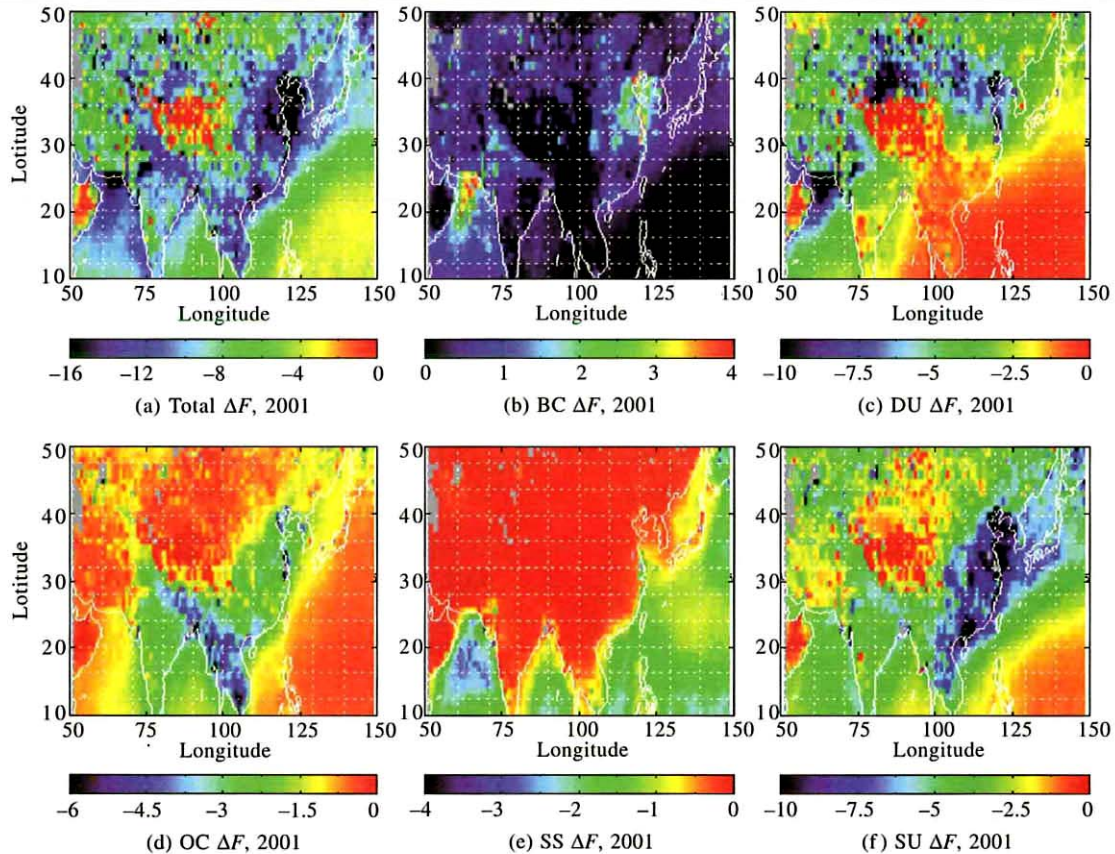 Lotitude
50
40
30
20
10
50 75 100 125 150
Longitude
−16 −12 −8 −4 0
(a) Total ΔF, 2001
50
40
30
20
10
50 75 100 125 150
Longitude
0 1 2 3 4
(b) BC ΔF, 2001
50
40
30
20
10
50 75 100 125 150
Longitude
−10 −7.5 −5 −2.5 0
(c) DU ΔF, 2001
Lotitude
50
40
30
20
10
50 75 100 125 150
Longitude
−6 −4.5 −3 −1.5 0
(d) OC ΔF, 2001
50
40
30
20
10
50 75 100 125 150
Longitude
−4 −3 −2 −1 0
(e) SS ΔF, 2001
50
40
30
20
10
50 75 100 125 150
Longitude
−10 −7.5 −5 −2.5 0
(f) SU ΔF, 2001